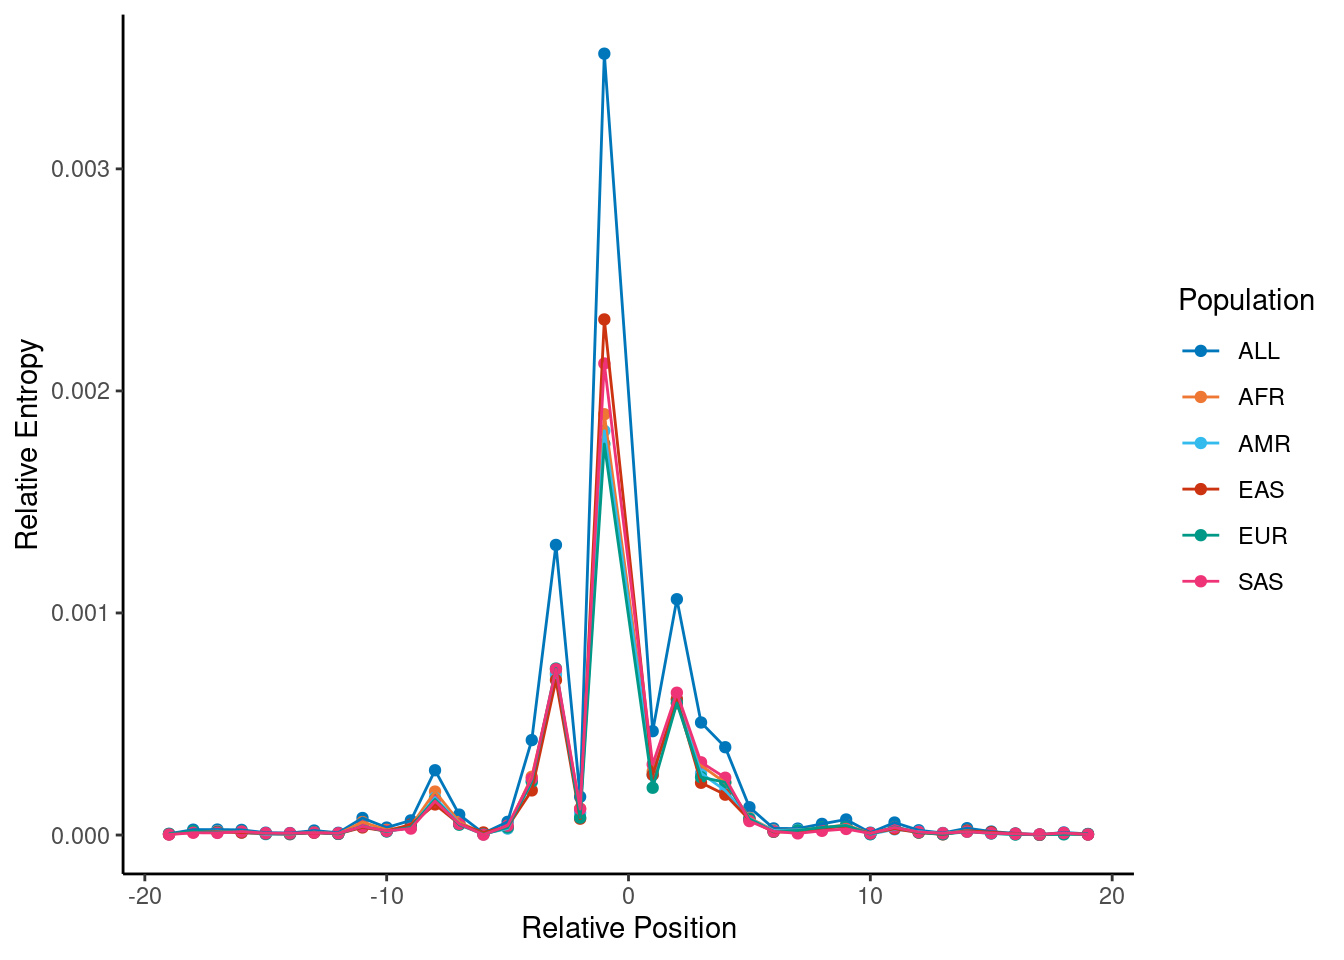 0.003
0.002
0.001
0.000
Relative Entropy
-20 -10 0 10 20
Relative Position
Population
ALL
AFR
AMR
EAS
EUR
SAS